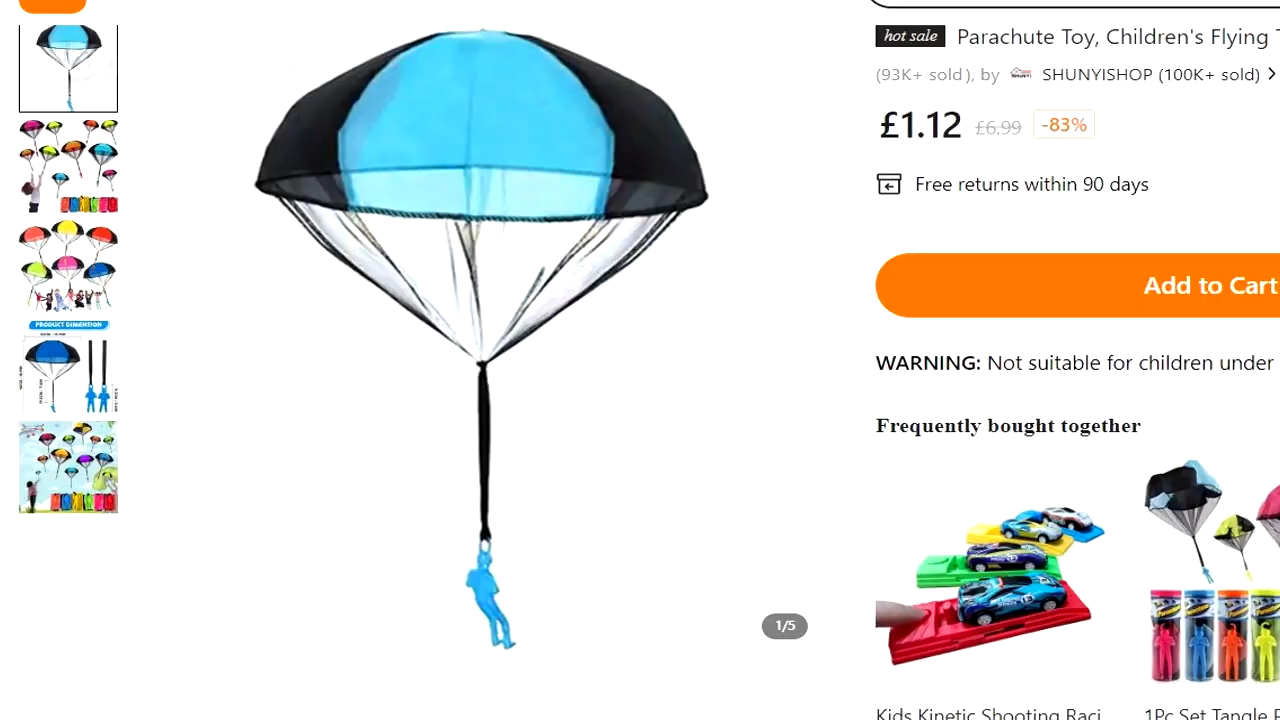 hot sale Parachute Toy, Children's Flying
(93K+ sold), by SHUNYISHOP (100K+ sold)
£1.12 £6.99 -83%
Free returns within 90 days
Add to Cart
WARNING: Not suitable for children under
Frequently bought together
PRODUCT DIMENTION
1/5
Kids Kinetic Shooting Raci
1Pc Set Tangle